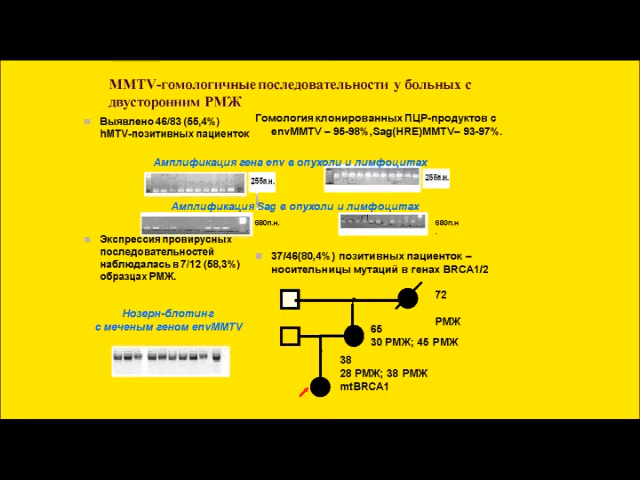 MMTV-гомологичные последовательности у больных с
двусторонним РМЖ
Выявлено 46/83 (55,4%)
hMTV-позитивных пациенток
Гомология клонированных ПЦР-продуктов с
envMMTV – 95-98%,Sag(HRE)MMTV– 93-97%.
Амплификация гена env в опухоли и лимфоцитах
255п.н.
255п.н.
Амплификация Sag в опухоли и лимфоцитах
680п.н.
680п.н
.
Экспрессия провирусных
последовательностей
наблюдалась в 7/12 (58,3%)
образцах РМЖ.
37/46(80,4%) позитивных пациенток –
носительницы мутаций в генах BRCA1/2
Нозерн-блотинг
с меченым геном envMMTV
72
РМЖ
65
30 РМЖ; 45 РМЖ
38
28 РМЖ; 38 РМЖ
mtBRCA1